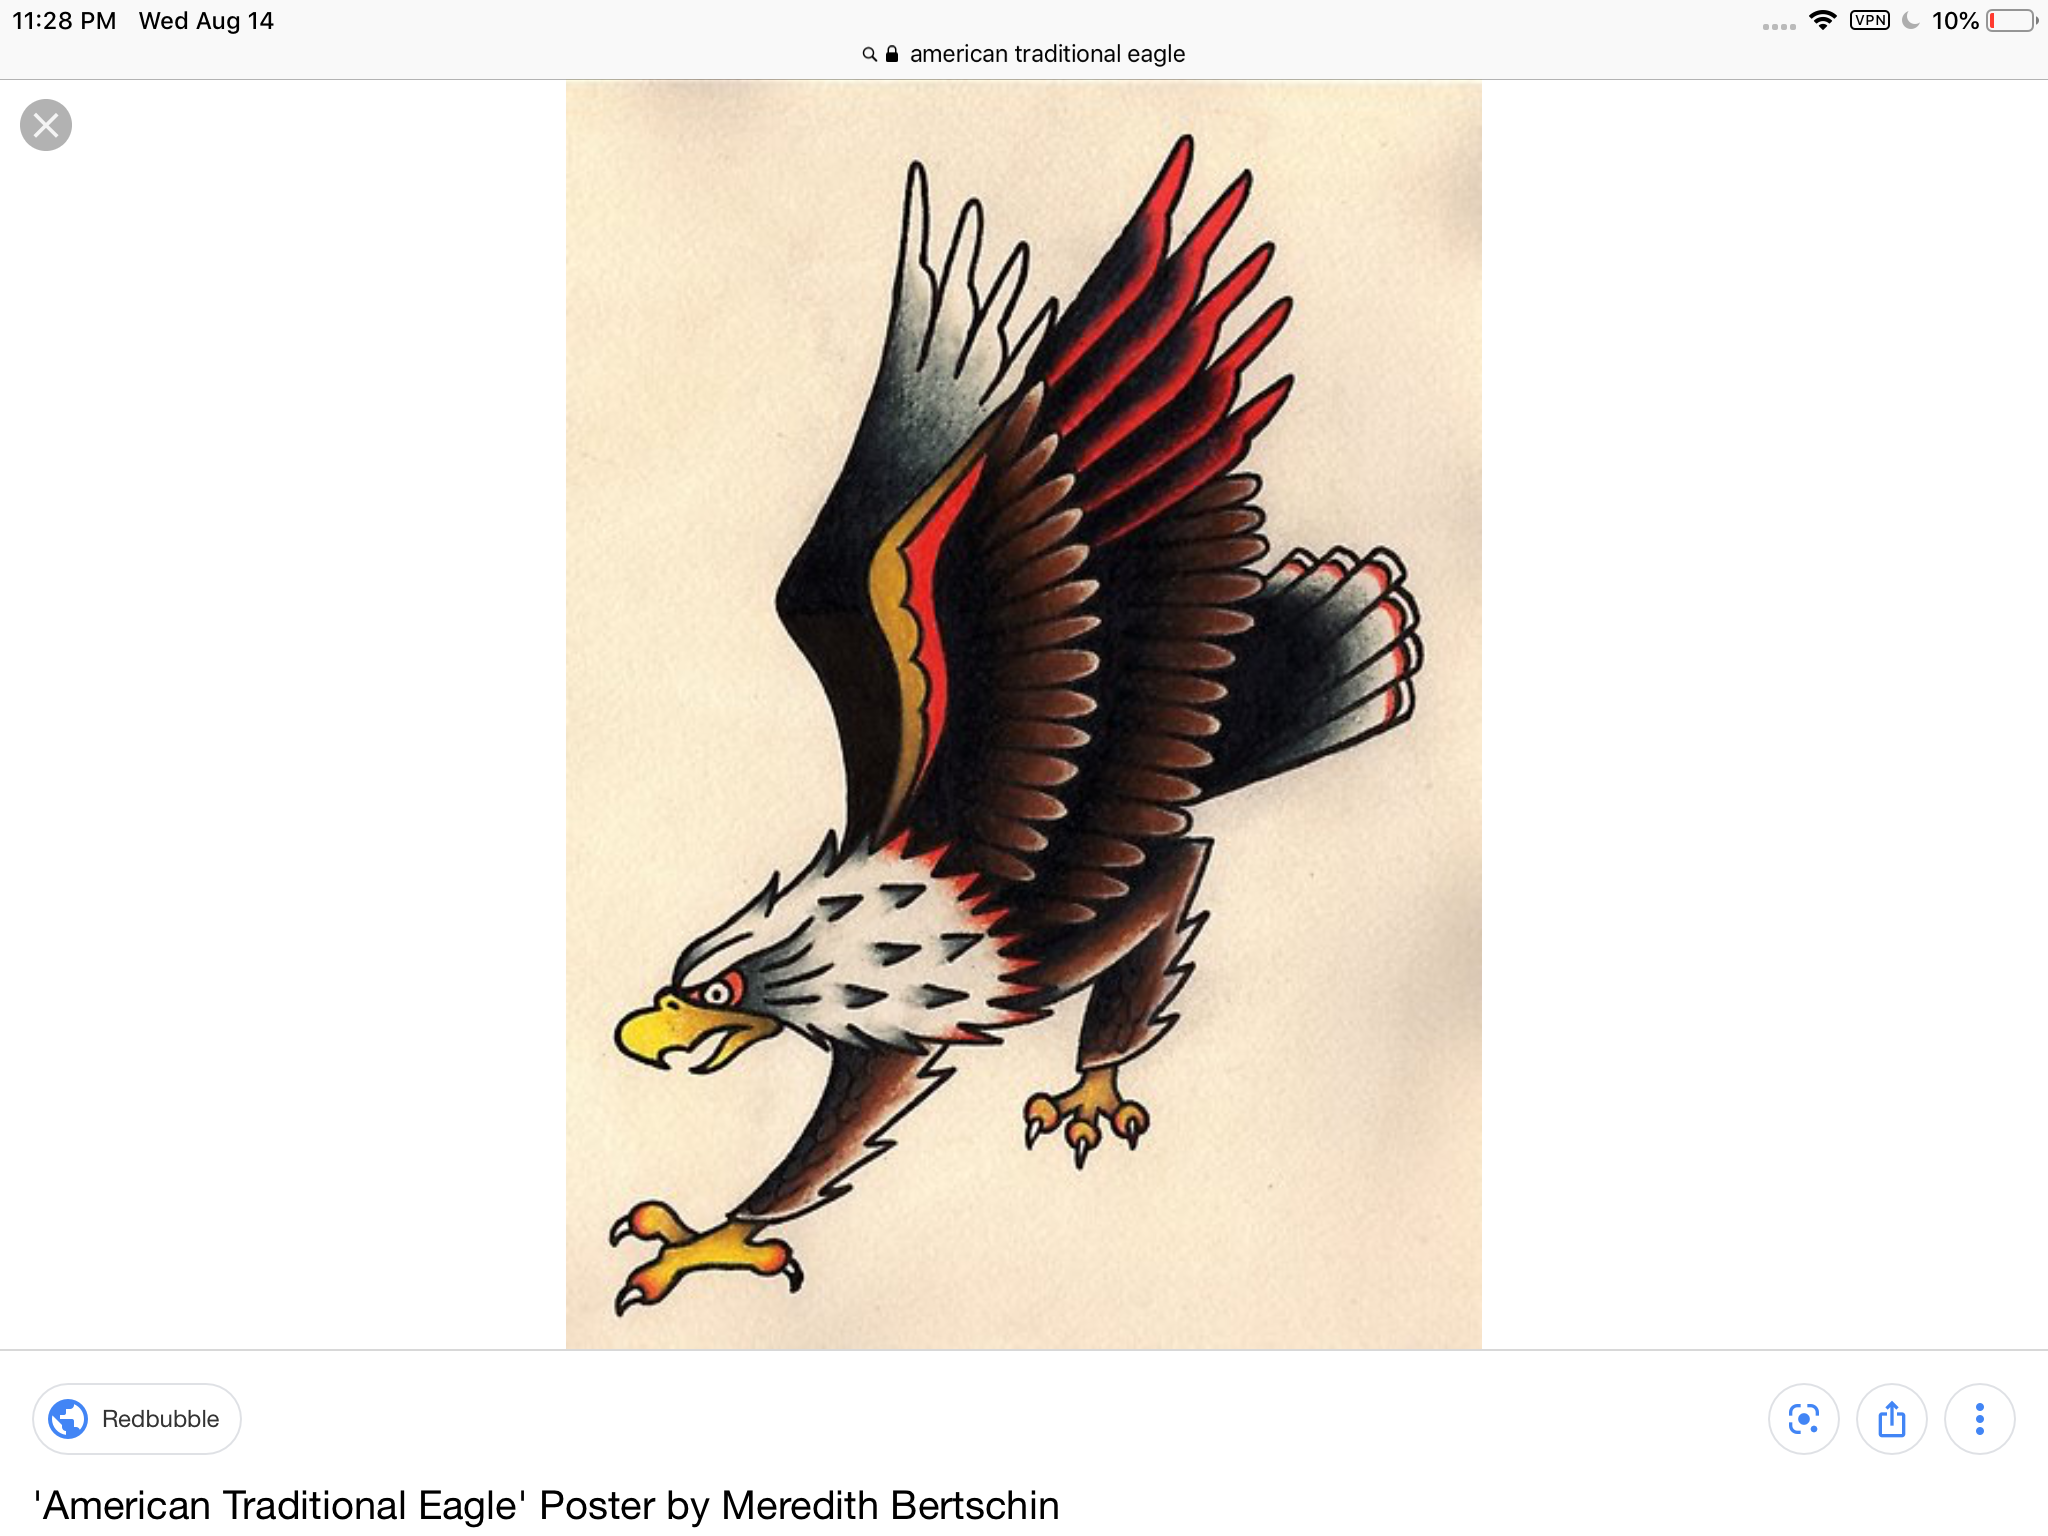 11:28 PM Wed Aug 14
VPN 10%
american traditional eagle
Redbubble
'American Traditional Eagle' Poster by Meredith Bertschin